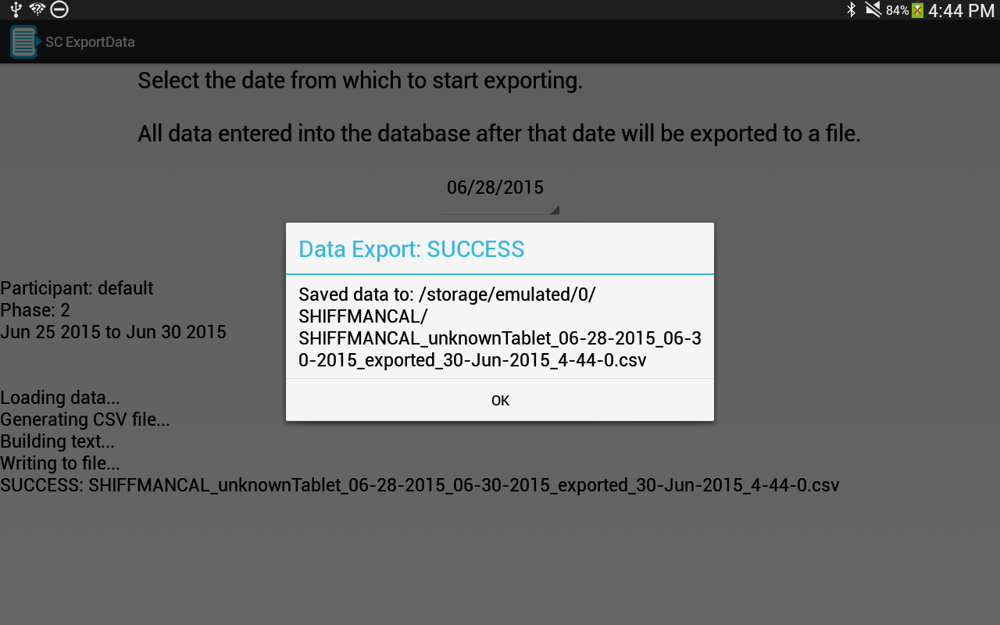 84% 4:44 PM
SC ExportData
Select the date from which to start exporting.
All data entered into the database after that date will be exported to a file.
06/28/2015
Data Export: SUCCESS
Saved data to: /storage/emulated/0/
SHIFFMANCAL/
SHIFFMANCAL_unknownTablet_06-28-2015_06-3
0-2015_exported_30-Jun-2015_4-44-0.csv
OK
Participant: default
Phase: 2
Jun 25 2015 to Jun 30 2015
Loading data...
Generating CSV file...
Building text...
Writing to file...
SUCCESS: SHIFFMANCAL_unknownTablet_06-28-2015_06-30-2015_exported_30-Jun-2015_4-44-0.csv